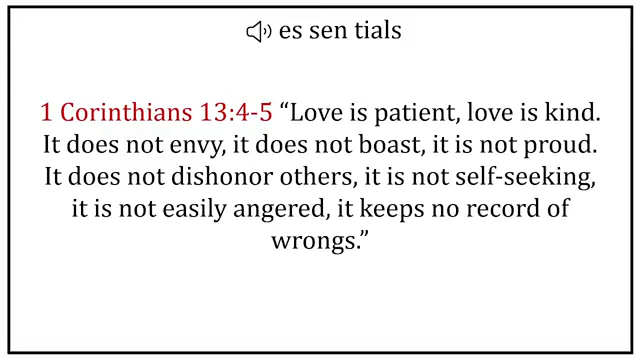 es sen tials
1 Corinthians 13:4-5 “Love is patient, love is kind.
It does not envy, it does not boast, it is not proud.
It does not dishonor others, it is not self-seeking,
it is not easily angered, it keeps no record of
wrongs.”